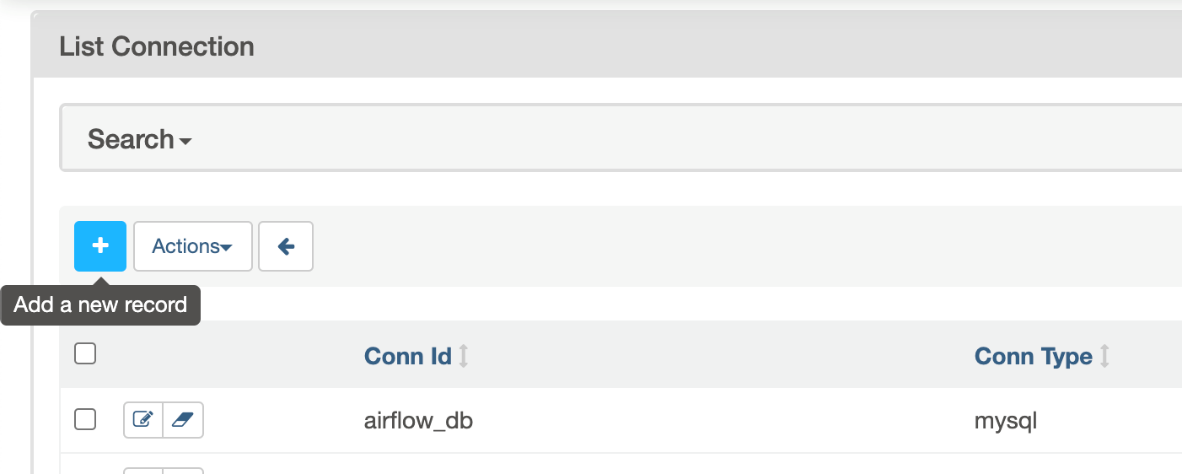 List Connection
Search
Actions
Add a new record
Conn Id Conn Type
airflow_db mysql